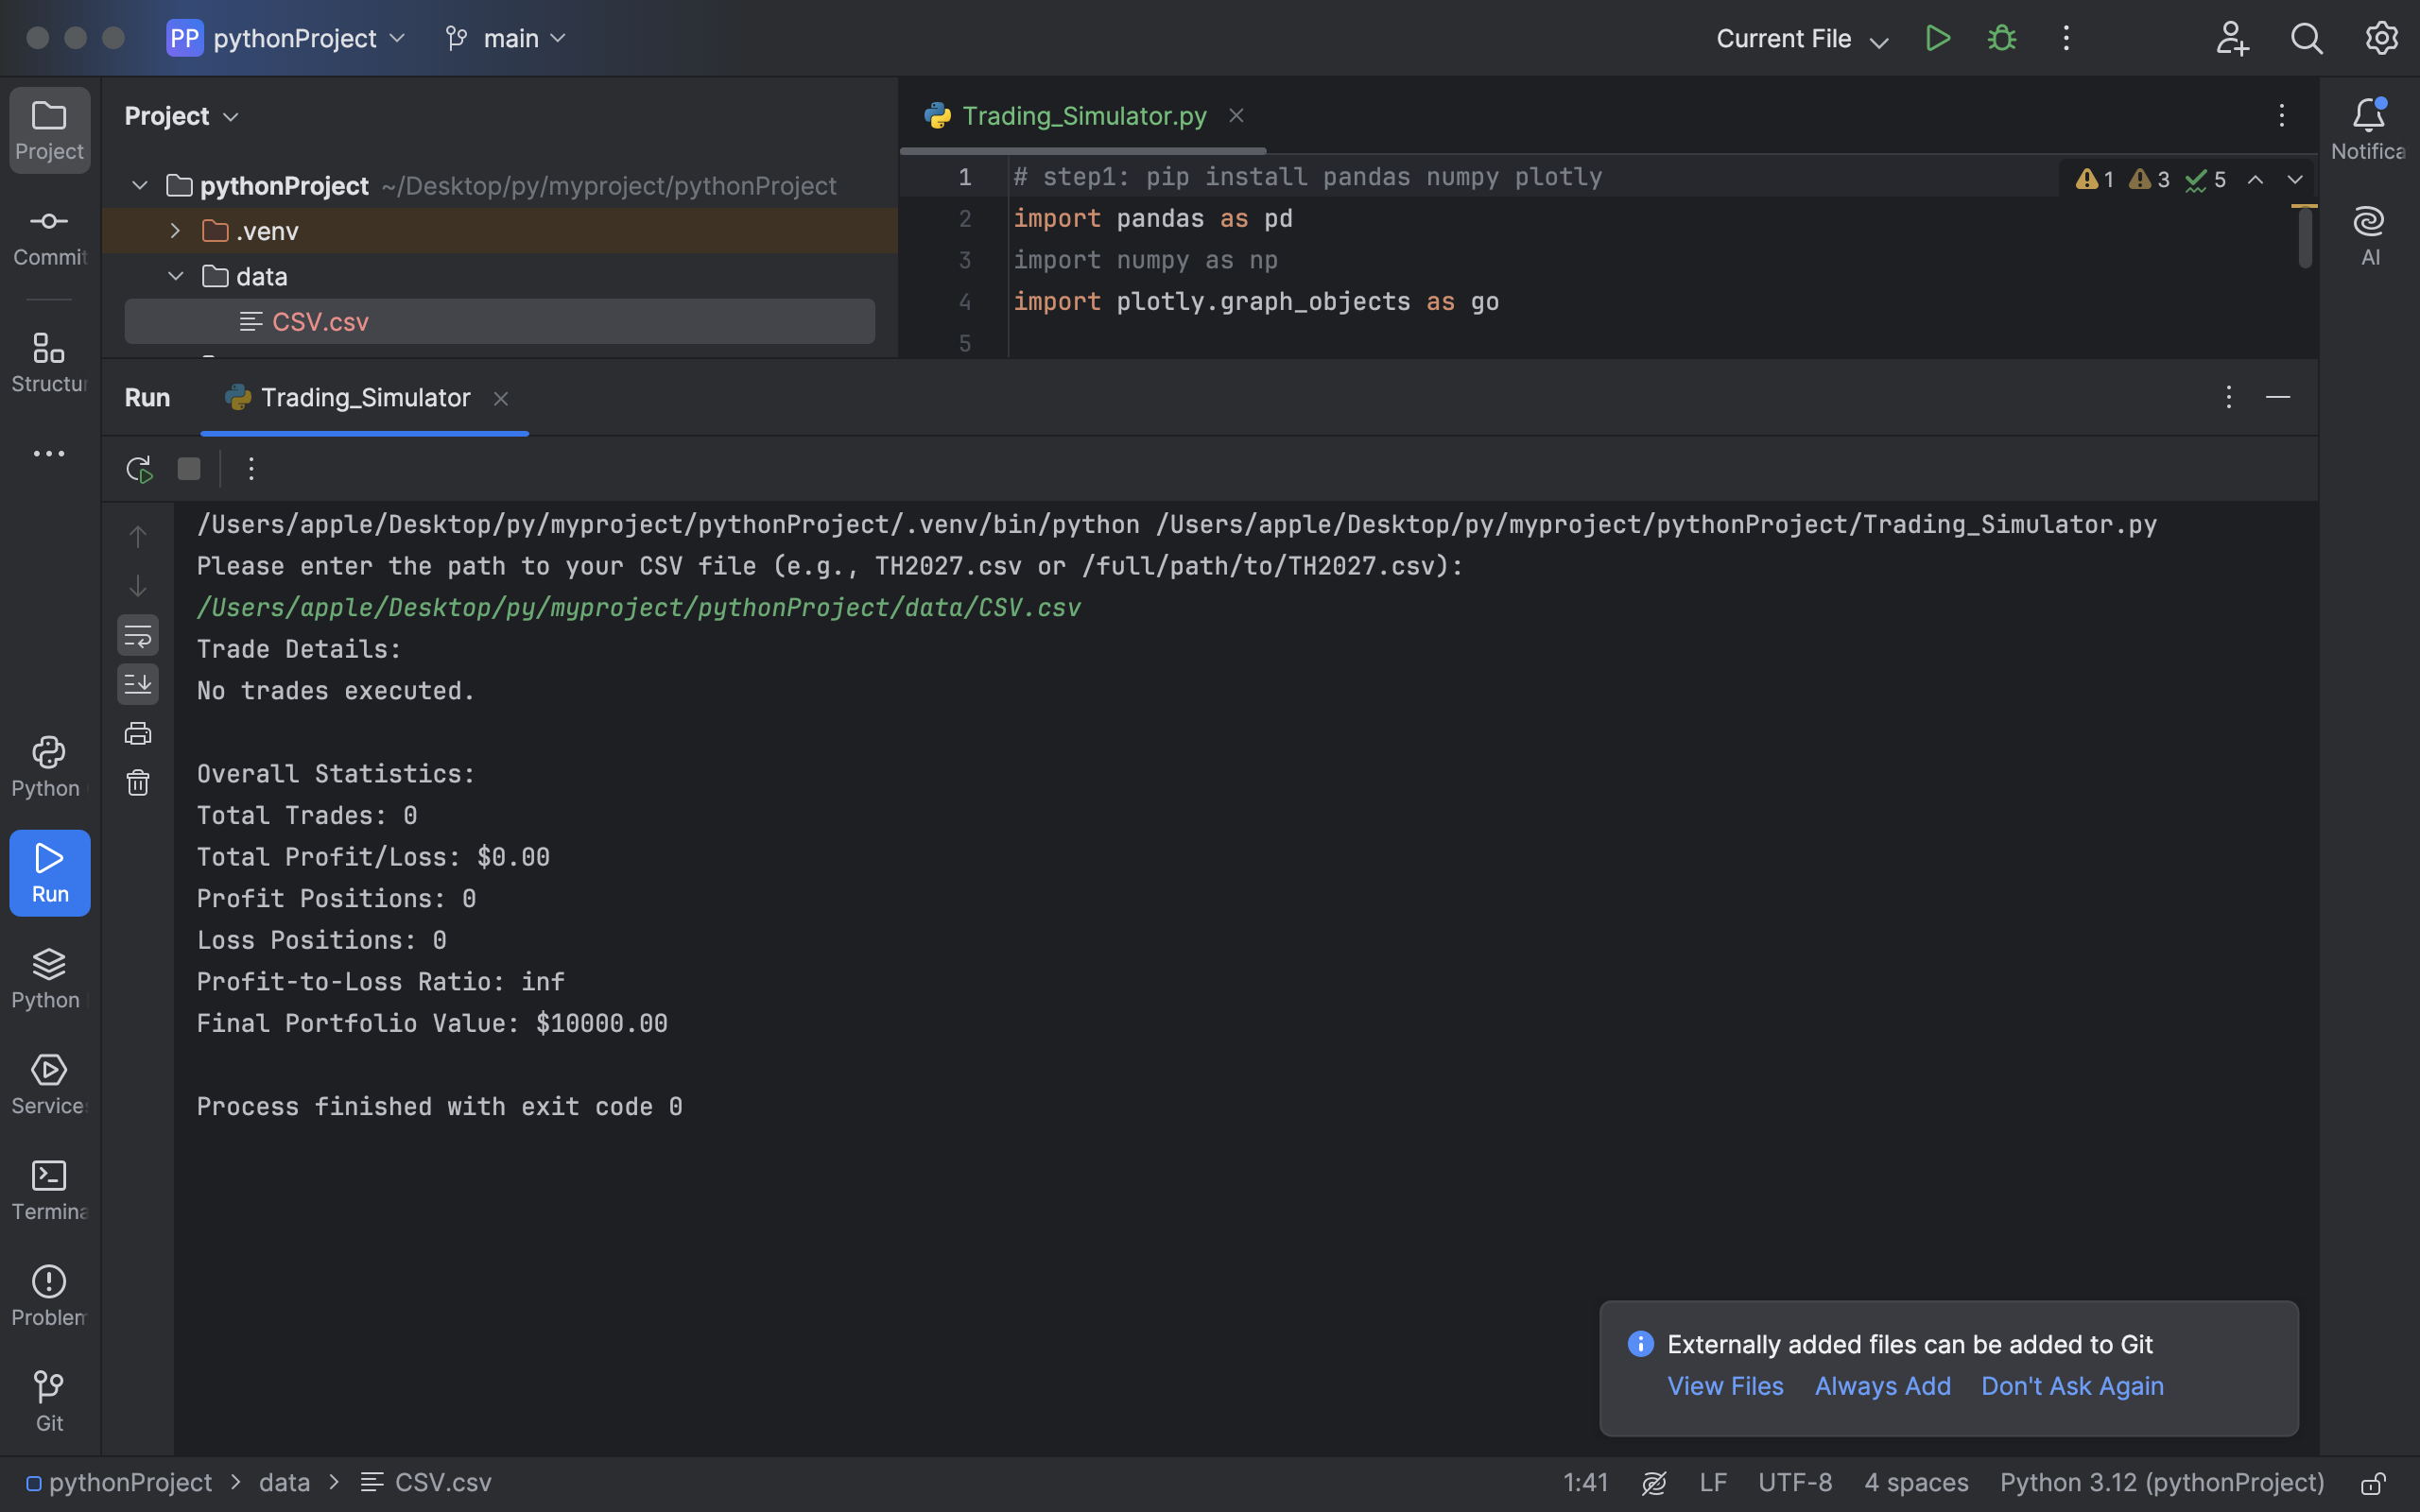 PP pythonProject main Current File
Project
Project
Trading_Simulator.py
Notifica
pythonProject ~/Desktop/py/myproject/pythonProject
1 # step1: pip install pandas numpy plotly
1 3 5
.venv
2 import pandas as pd
Commit
data
3 import numpy as np
AI
CSV.csv
4 import plotly.graph_objects as go
5
Structur
Run Trading_Simulator
/Users/apple/Desktop/py/myproject/pythonProject/.venv/bin/python /Users/apple/Desktop/py/myproject/pythonProject/Trading_Simulator.py
Please enter the path to your CSV file (e.g., TH2027.csv or /full/path/to/TH2027.csv):
/Users/apple/Desktop/py/myproject/pythonProject/data/CSV.csv
Trade Details:
No trades executed.
Overall Statistics:
Total Trades: 0
Total Profit/Loss: $0.00
Profit Positions: 0
Loss Positions: 0
Profit-to-Loss Ratio: inf
Final Portfolio Value: $10000.00
Process finished with exit code 0
Python
Run
Python
Service
Termina
Problem
Git
Externally added files can be added to Git
View Files Always Add Don't Ask Again
pythonProject > data > CSV.csv
1:41 LF UTF-8 4 spaces Python 3.12 (pythonProject)